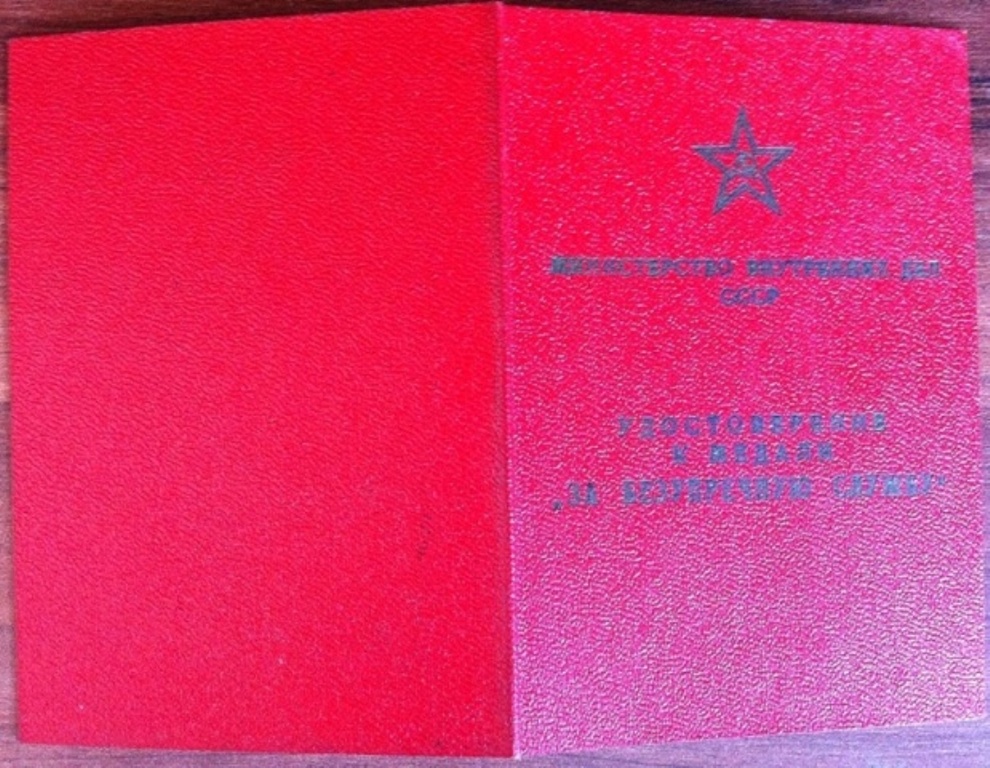 МИНИСТЕРСТВО ВНУТРЕННИХ ДЕЛ
СССР
УДОСТОВЕРЕНИЕ
К МЕДАЛИ
„ЗА БЕЗУПРЕЧНУЮ СЛУЖБУ"